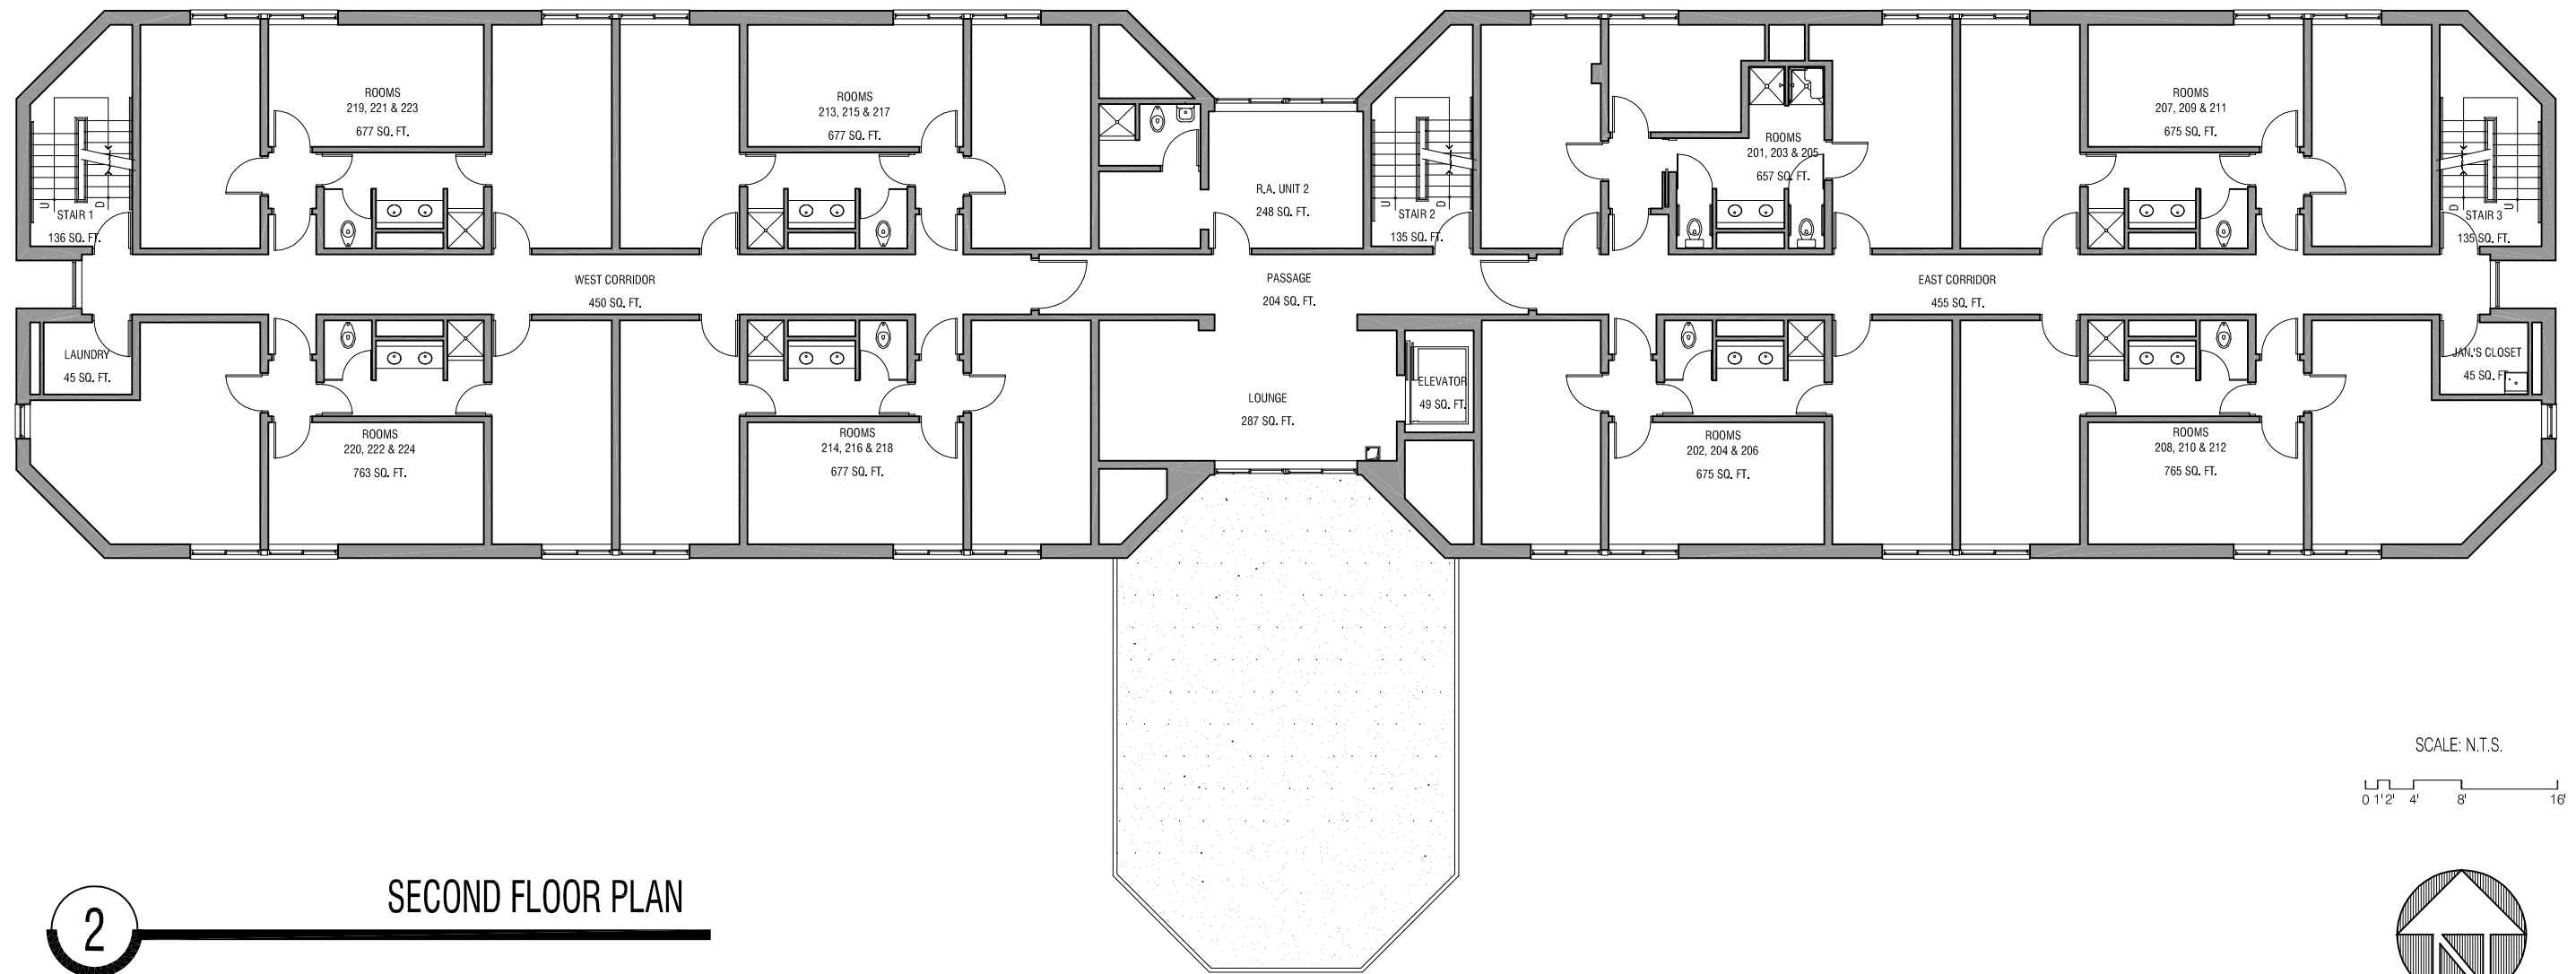 ROOMS
219, 221 & 223
677 SQ. FT.
ROOMS
213, 215 & 217
677 SQ. FT.
ROOMS
201, 203 & 205
657 SQ. FT.
ROOMS
207, 209 & 211
675 SQ. FT.
U
D
STAIR 1
136 SQ. FT.
R.A. UNIT 2
248 SQ. FT.
U
D
STAIR 2
135 SQ. FT.
D
U
STAIR 3
135 SQ. FT.
WEST CORRIDOR
450 SQ. FT.
PASSAGE
204 SQ. FT.
EAST CORRIDOR
455 SQ. FT.
LAUNDRY
45 SQ. FT.
LOUNGE
287 SQ. FT.
ELEVATOR
49 SQ. FT.
JAN.'S CLOSET
45 SQ. FT.
ROOMS
220, 222 & 224
763 SQ. FT.
ROOMS
214, 216 & 218
677 SQ. FT.
ROOMS
202, 204 & 206
675 SQ. FT.
ROOMS
208, 210 & 212
765 SQ. FT.
SCALE: N.T.S.
0 1'2' 4' 8' 16'
2
SECOND FLOOR PLAN
N